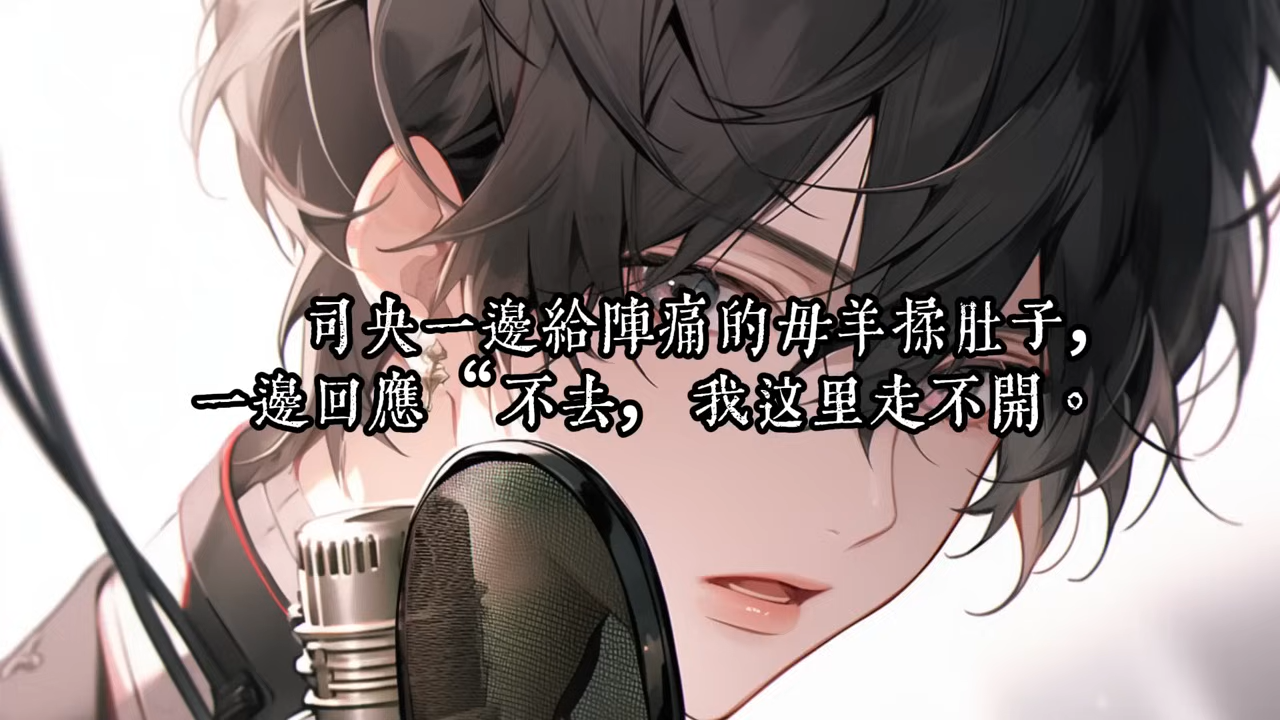 司央一邊給陣痛的毋羊揉肚子，
一邊回應“不去， 我这里走不開。